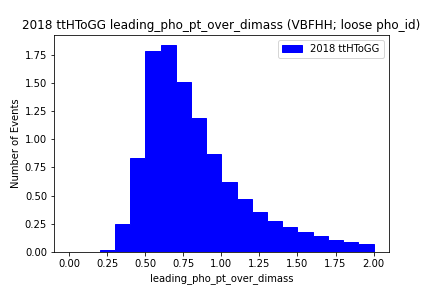 2018 ttHToGG leading_pho_pt_over_dimass (VBFHH; loose pho_id)
2018 ttHToGG
Number of Events
1.75
1.50
1.25
1.00
0.75
0.50
0.25
0.00
0.00 0.25 0.50 0.75 1.00 1.25 1.50 1.75 2.00
leading_pho_pt_over_dimass